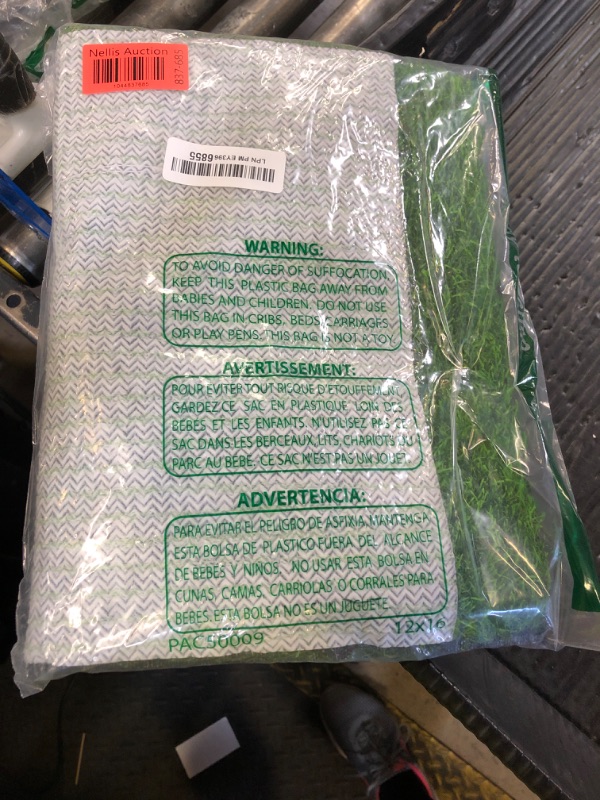 Nellis Auction
837-685
LPN PM EY396 6855
WARNING:
TO AVOID DANGER OF SUFFOCATION,
KEEP THIS PLASTIC BAG AWAY FROM
BABIES AND CHILDREN. DO NOT USE
THIS BAG IN CRIBS, BEDS, CARRIAGES
OR PLAY PENS. THIS BAG IS NOT A TOY.
AVERTISSEMENT:
POUR EVITER TOUT RISQUE D'ETOUFFEMENT,
GARDEZ CE SAC EN PLASTIQUE LOIN DES
BEBES ET LES ENFANTS. N'UTILISEZ PAS CE
SAC DANS LES BERCEAUX, LITS, CHARIOTS OU
PARC AU BEBE. CE SAC N'EST PAS UN JOUET.
ADVERTENCIA:
PARA EVITAR EL PELIGRO DE ASFIXIA, MANTENGA
ESTA BOLSA DE PLASTICO FUERA DEL ALCANCE
DE BEBES Y NIÑOS. NO USAR ESTA BOLSA EN
CUNAS, CAMAS, CARRIOLAS O CORRALES PARA
BEBES. ESTA BOLSA NO ES UN JUGUETE.
PACS0009
12x16